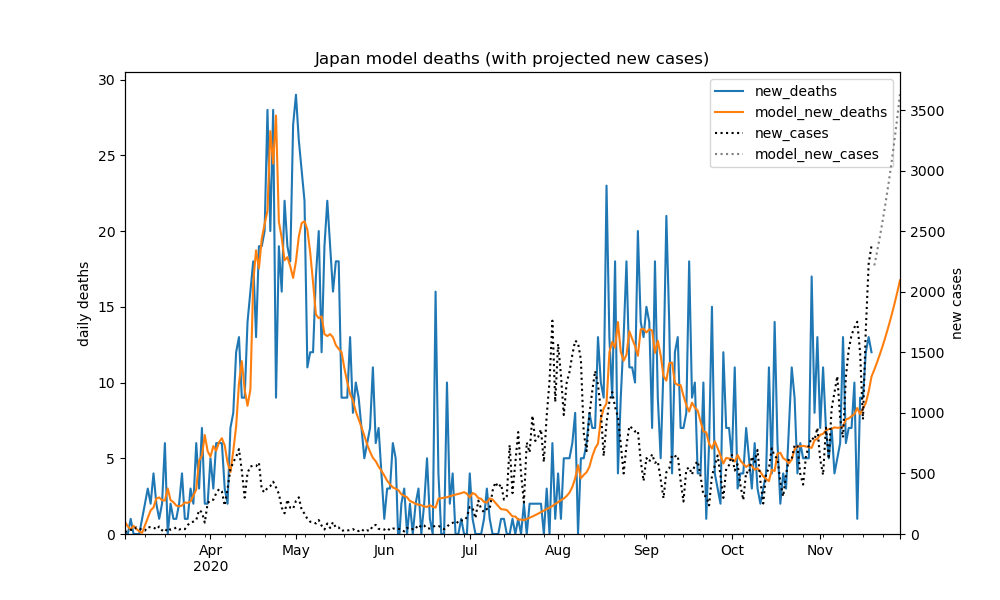 Japan model deaths (with projected new cases)
new_deaths
model_new_deaths
new_cases
model_new_cases
daily deaths
new cases
30
25
20
15
10
5
0
3500
3000
2500
2000
1500
1000
500
0
Apr May Jun Jul Aug Sep Oct Nov
2020